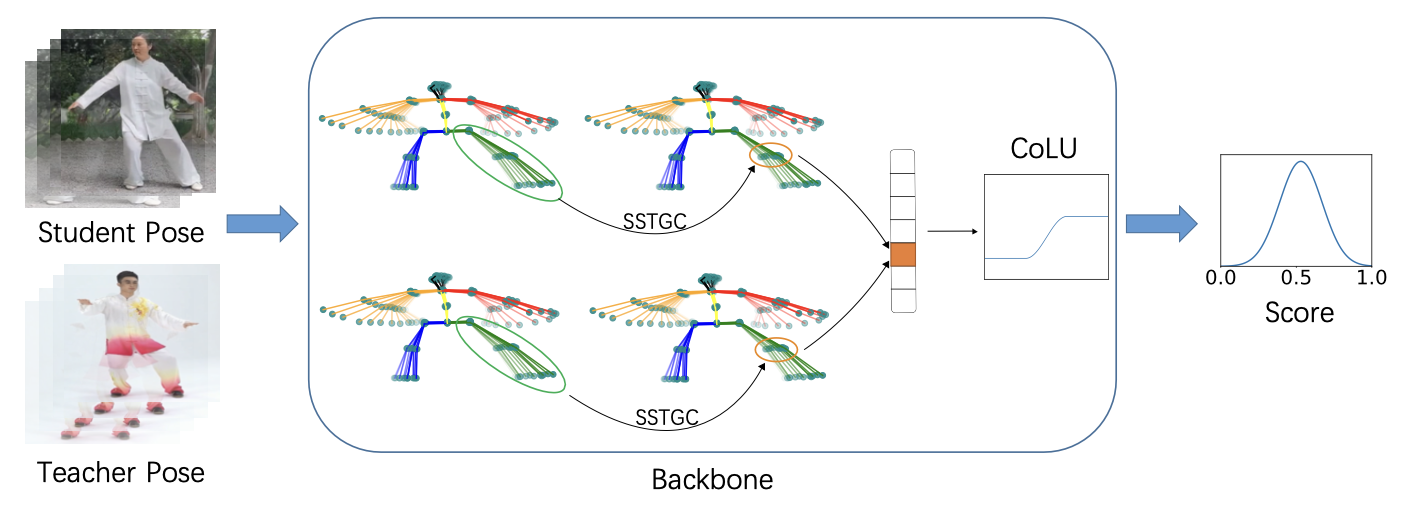 Student Pose
Teacher Pose
SSTGC
SSTGC
CoLU
Backbone
0.0 0.5 1.0
Score